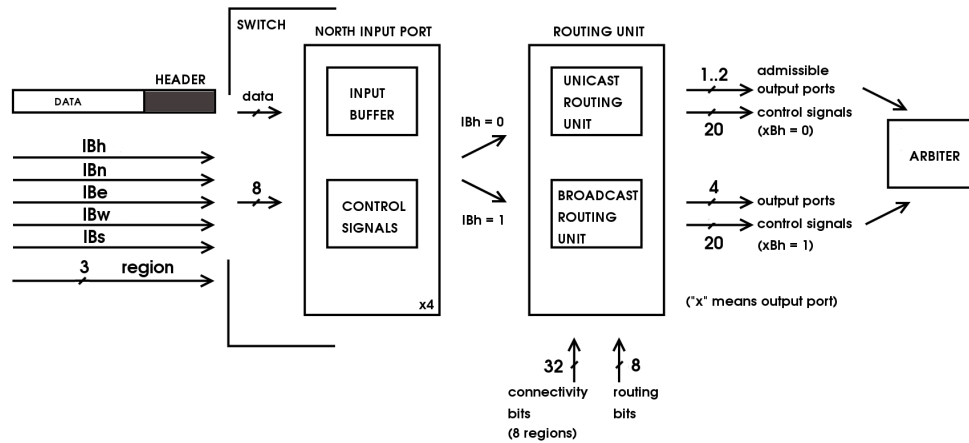 SWITCH
NORTH INPUT PORT
ROUTING UNIT
HEADER
DATA
data
INPUT
BUFFER
IBh
IBn
IBe
IBw
IBs
3 region
8
CONTROL
SIGNALS
x4
IBh = 0
IBh = 1
UNICAST
ROUTING
UNIT
BROADCAST
ROUTING
UNIT
1..2 admissible
output ports
control signals
20 (xBh = 0)
4
output ports
control signals
20 (xBh = 1)
ARBITER
("x" means output port)
32
connectivity
bits
(8 regions)
8
routing
bits